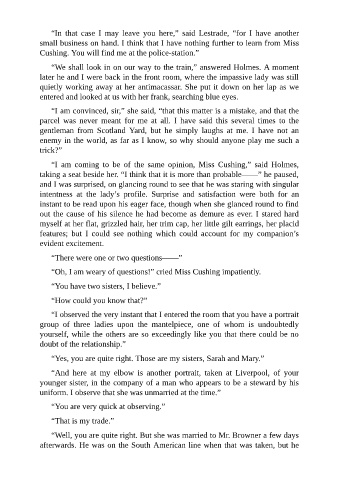 “In that case I may leave you here,” said Lestrade, “for I have another
small business on hand. I think that I have nothing further to learn from Miss
Cushing. You will find me at the police-station.”
“We shall look in on our way to the train,” answered Holmes. A moment
later he and I were back in the front room, where the impassive lady was still
quietly working away at her antimacassar. She put it down on her lap as we
entered and looked at us with her frank, searching blue eyes.
“I am convinced, sir,” she said, “that this matter is a mistake, and that the
parcel was never meant for me at all. I have said this several times to the
gentleman from Scotland Yard, but he simply laughs at me. I have not an
enemy in the world, as far as I know, so why should anyone play me such a
trick?”
“I am coming to be of the same opinion, Miss Cushing,” said Holmes,
taking a seat beside her. “I think that it is more than probable——” he paused,
and I was surprised, on glancing round to see that he was staring with singular
intentness at the lady’s profile. Surprise and satisfaction were both for an
instant to be read upon his eager face, though when she glanced round to find
out the cause of his silence he had become as demure as ever. I stared hard
myself at her flat, grizzled hair, her trim cap, her little gilt earrings, her placid
features; but I could see nothing which could account for my companion’s
evident excitement.
“There were one or two questions——”
“Oh, I am weary of questions!” cried Miss Cushing impatiently.
“You have two sisters, I believe.”
“How could you know that?”
“I observed the very instant that I entered the room that you have a portrait
group of three ladies upon the mantelpiece, one of whom is undoubtedly
yourself, while the others are so exceedingly like you that there could be no
doubt of the relationship.”
“Yes, you are quite right. Those are my sisters, Sarah and Mary.”
“And here at my elbow is another portrait, taken at Liverpool, of your
younger sister, in the company of a man who appears to be a steward by his
uniform. I observe that she was unmarried at the time.”
“You are very quick at observing.”
“That is my trade.”
“Well, you are quite right. But she was married to Mr. Browner a few days
afterwards. He was on the South American line when that was taken, but he